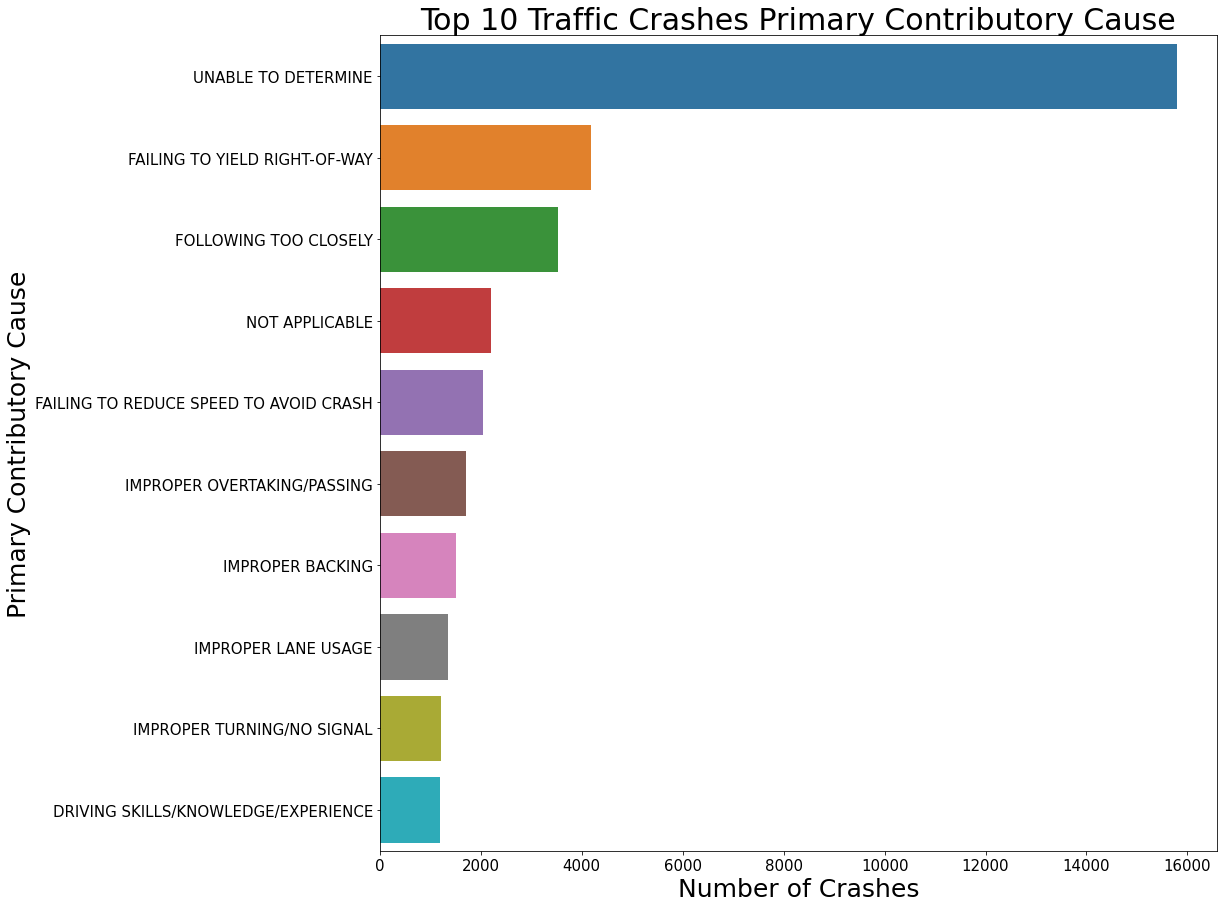 Top 10 Traffic Crashes Primary Contributory Cause
Primary Contributory Cause
UNABLE TO DETERMINE
FAILING TO YIELD RIGHT-OF-WAY
FOLLOWING TOO CLOSELY
NOT APPLICABLE
FAILING TO REDUCE SPEED TO AVOID CRASH
IMPROPER OVERTAKING/PASSING
IMPROPER BACKING
IMPROPER LANE USAGE
IMPROPER TURNING/NO SIGNAL
DRIVING SKILLS/KNOWLEDGE/EXPERIENCE
0 2000 4000 6000 8000 10000 12000 14000 16000
Number of Crashes